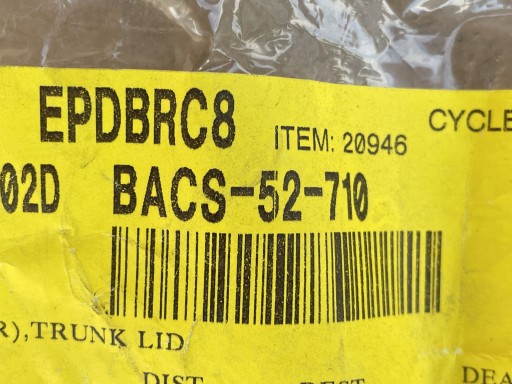 EPDBRC8 ITEM: 20946 CYCLE
02D BACS-52-710
R),TRUNK LID
DIST DEST DEA